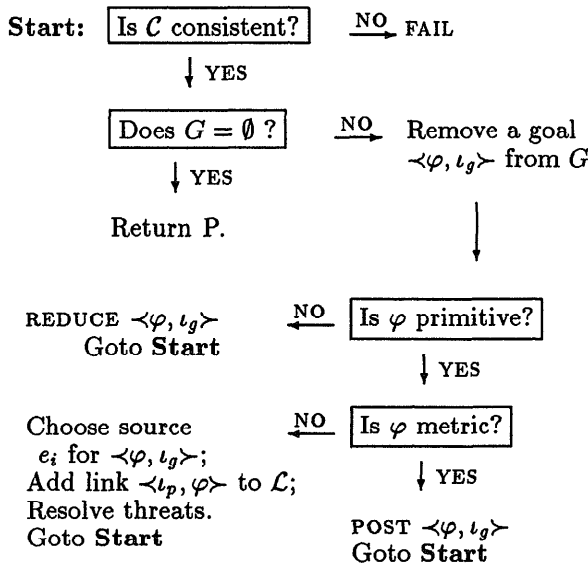 Start: Is 𝒞 consistent? NO FAIL
YES
Does G = ∅ ? NO Remove a goal
≺φ, ι_g≻ from G
YES
Return P.
REDUCE ≺φ, ι_g≻ NO Is φ primitive?
Goto Start
YES
Choose source NO Is φ metric?
e_i for ≺φ, ι_g≻;
Add link ≺ι_p, φ≻ to ℒ;
Resolve threats.
Goto Start
YES
POST ≺φ, ι_g≻
Goto Start